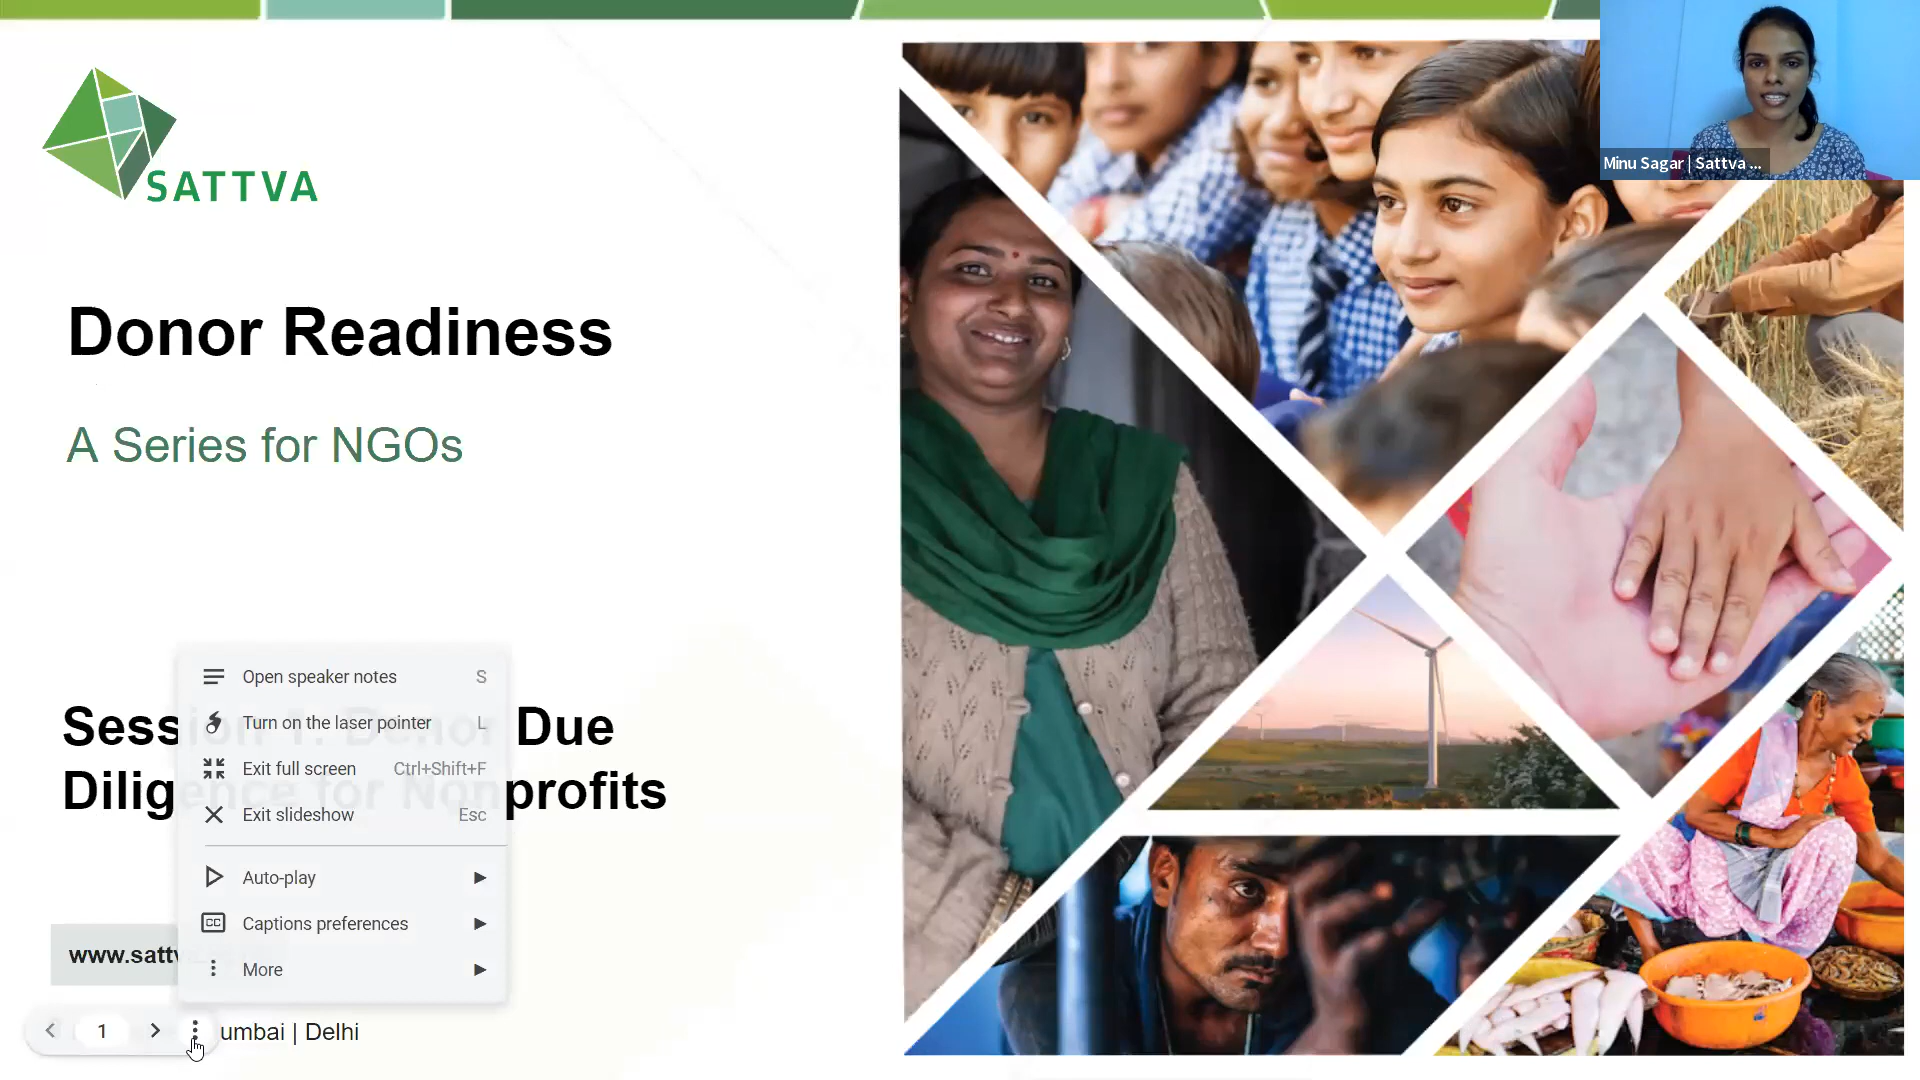 SATTVA
Minu Sagar | Sattva ...
Donor Readiness
A Series for NGOs
Session 1: Donor Due
Diligence for Nonprofits
Open speaker notes S
Turn on the laser pointer L
Exit full screen Ctrl+Shift+F
Exit slideshow Esc
Auto-play
CC Captions preferences
More
www.sattv
1
umbai | Delhi